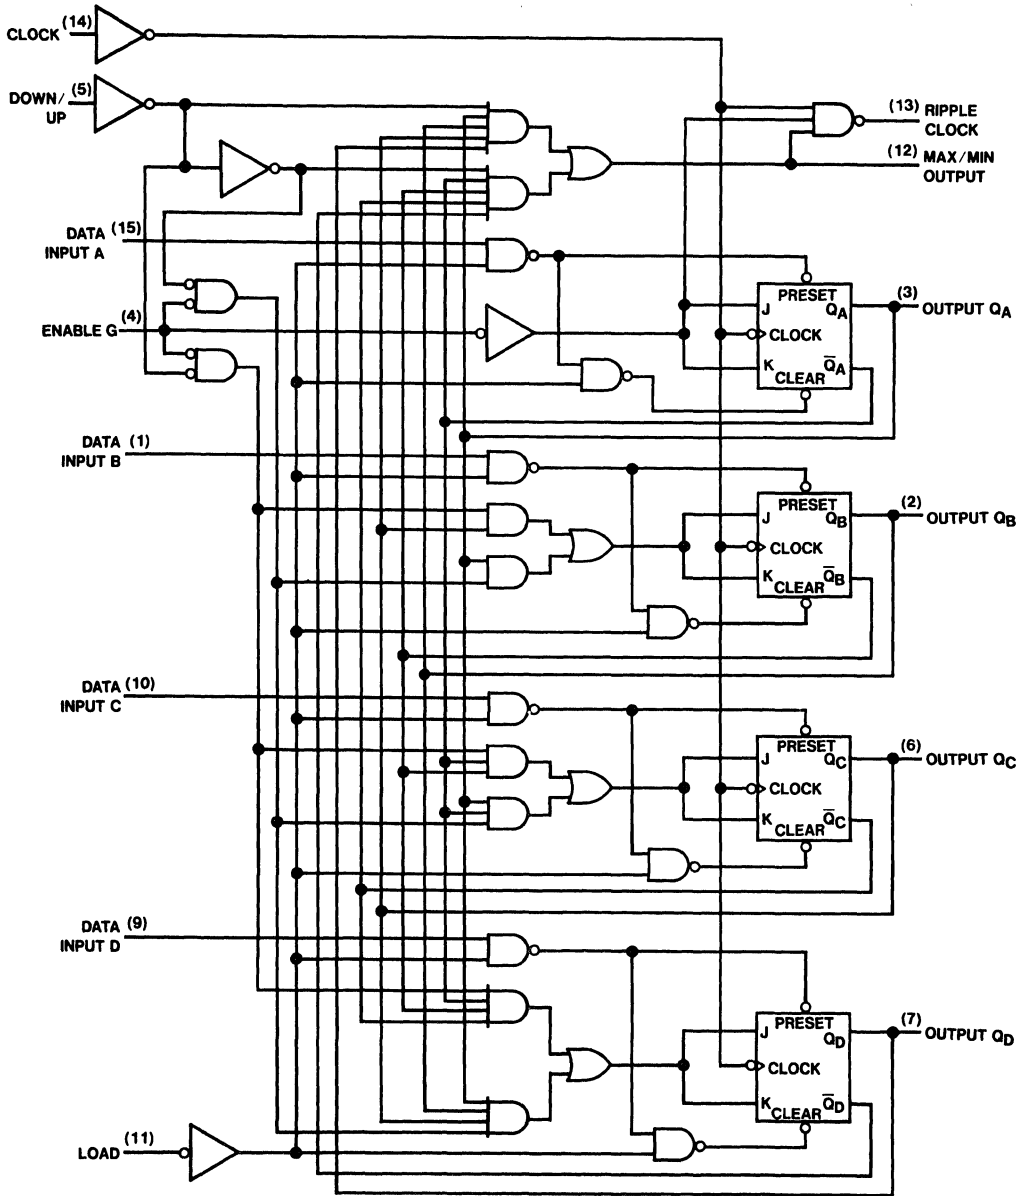 CLOCK (14)
DOWN/ (5)
UP
(13) RIPPLE
CLOCK
(12) MAX/MIN
OUTPUT
DATA (15)
INPUT A
ENABLE G (4)
PRESET
J QA
CLOCK
K Q̅A
CLEAR
(3) OUTPUT QA
DATA (1)
INPUT B
PRESET
J QB
CLOCK
K Q̅B
CLEAR
(2) OUTPUT QB
DATA (10)
INPUT C
PRESET
J QC
CLOCK
K Q̅C
CLEAR
(6) OUTPUT QC
DATA (9)
INPUT D
PRESET
J QD
CLOCK
K Q̅D
CLEAR
(7) OUTPUT QD
LOAD (11)